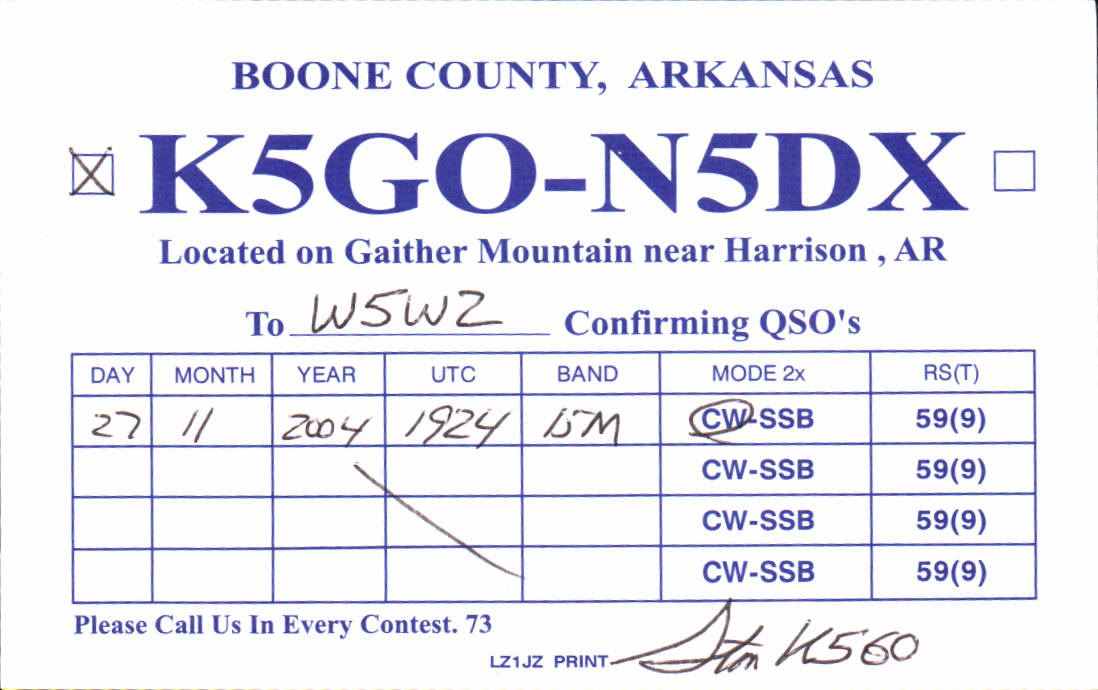 BOONE COUNTY, ARKANSAS
K5GO-N5DX
Located on Gaither Mountain near Harrison , AR
To W5WZ Confirming QSO's
DAY MONTH YEAR UTC BAND MODE 2x RS(T)
27 11 2004 1924 15M CW-SSB 59(9)
CW-SSB 59(9)
CW-SSB 59(9)
CW-SSB 59(9)
Please Call Us In Every Contest. 73
LZ1JZ PRINT Stan K5GO